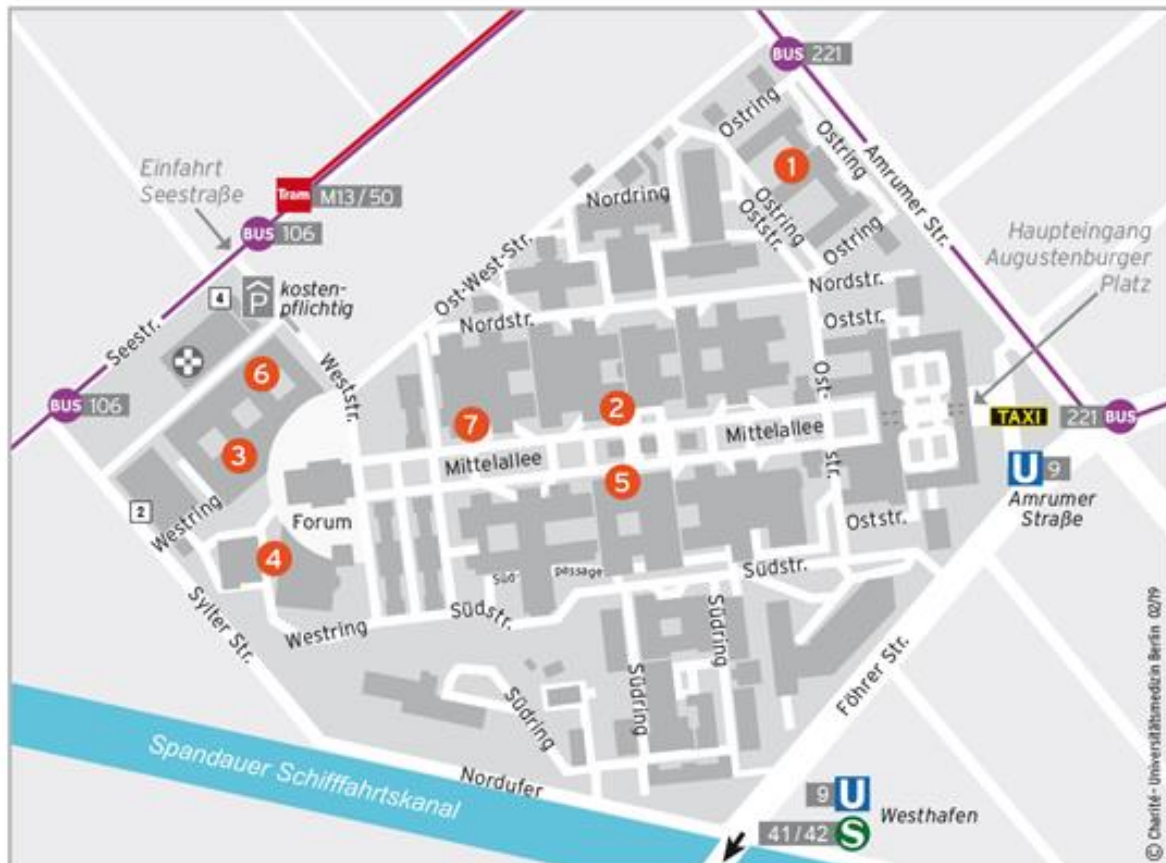 BUS 221
Ostring
Ostring
Amrumer Str.
1
Einfahrt
Seestraße
Tram M13/50
BUS 106
Nordring
Ostring
Oststr.
Ostring
Haupteingang
Augustenburger
Platz
Ost-West-Str.
4
P
kosten-
pflichtig
Nordstr.
Nordstr.
Oststr.
Seestr.
Weststr.
6
BUS 106
2
Ost-
str.
TAXI
221 BUS
7
Mittelallee
Mittelallee
3
5
U 9
Amrumer
Straße
2
Westring
Forum
Oststr.
4
Süd-
passage
Südstr.
Südstr.
Westring
Sylter Str.
Südring
Südring
Südring
Föhrer Str.
Spandauer Schifffahrtskanal
Nordufer
9 U
Westhafen
41/42 S
© Charité - Universitätsmedizin Berlin 02/19